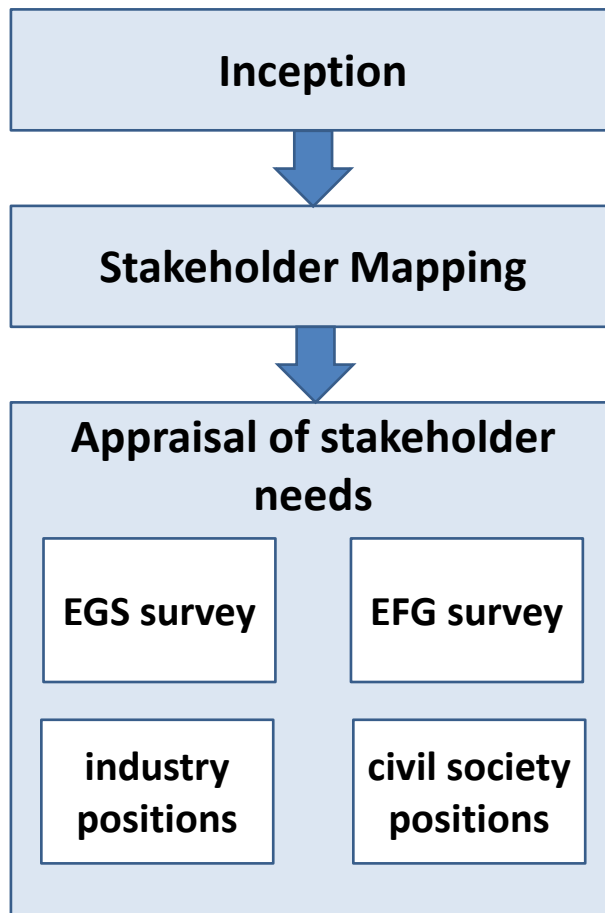 Inception
Stakeholder Mapping
Appraisal of stakeholder
needs
EGS survey
EFG survey
industry
positions
civil society
positions